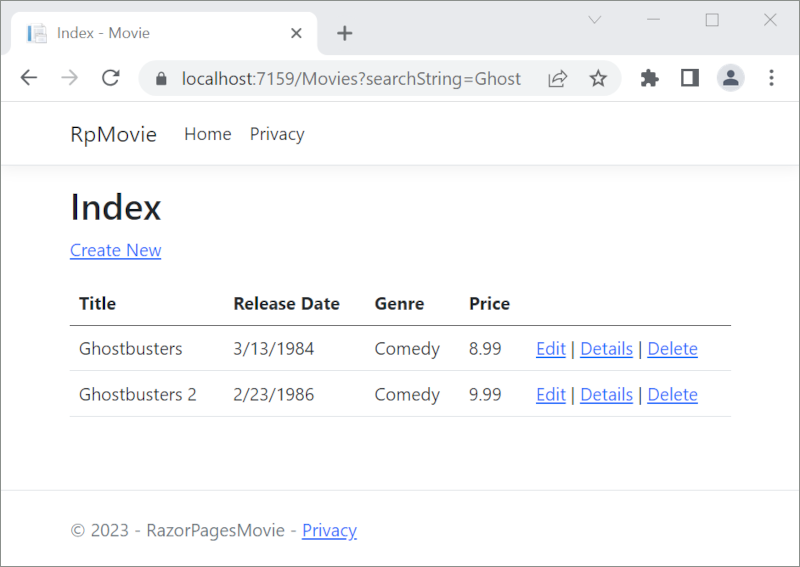 Index - Movie
localhost:7159/Movies?searchString=Ghost
RpMovie Home Privacy
Index
Create New
Title Release Date Genre Price
Ghostbusters 3/13/1984 Comedy 8.99 Edit | Details | Delete
Ghostbusters 2 2/23/1986 Comedy 9.99 Edit | Details | Delete
© 2023 - RazorPagesMovie - Privacy